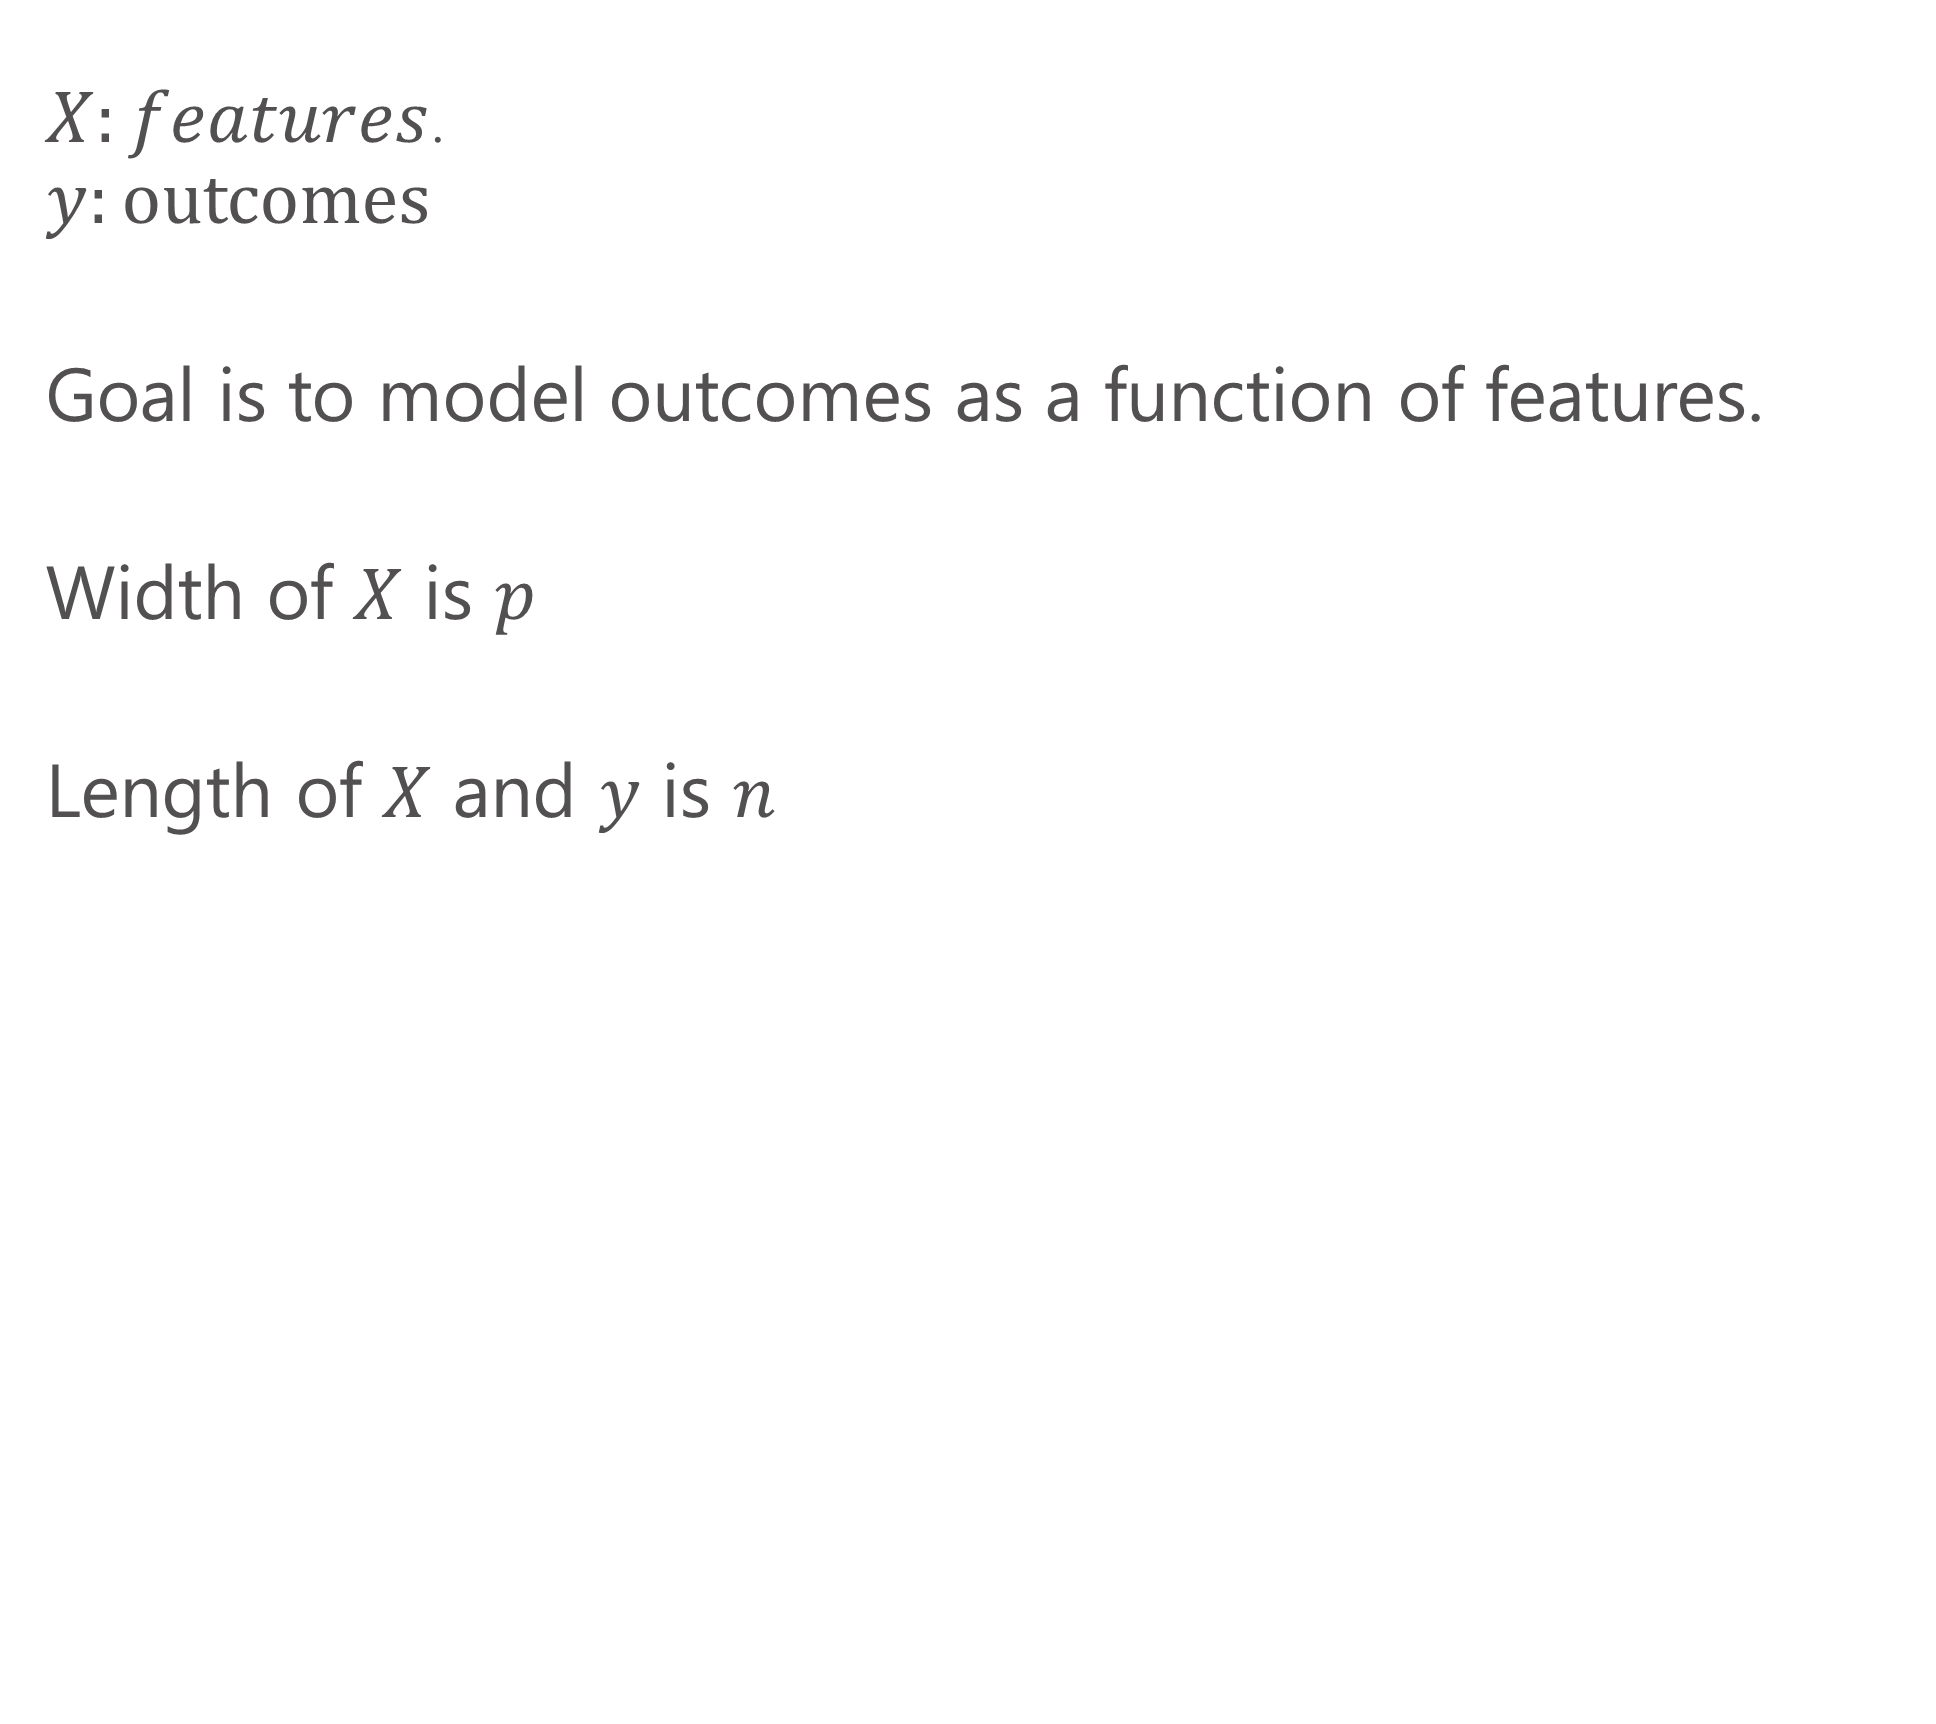 X: features.
y: outcomes
Goal is to model outcomes as a function of features.
Width of X is p
Length of X and y is n